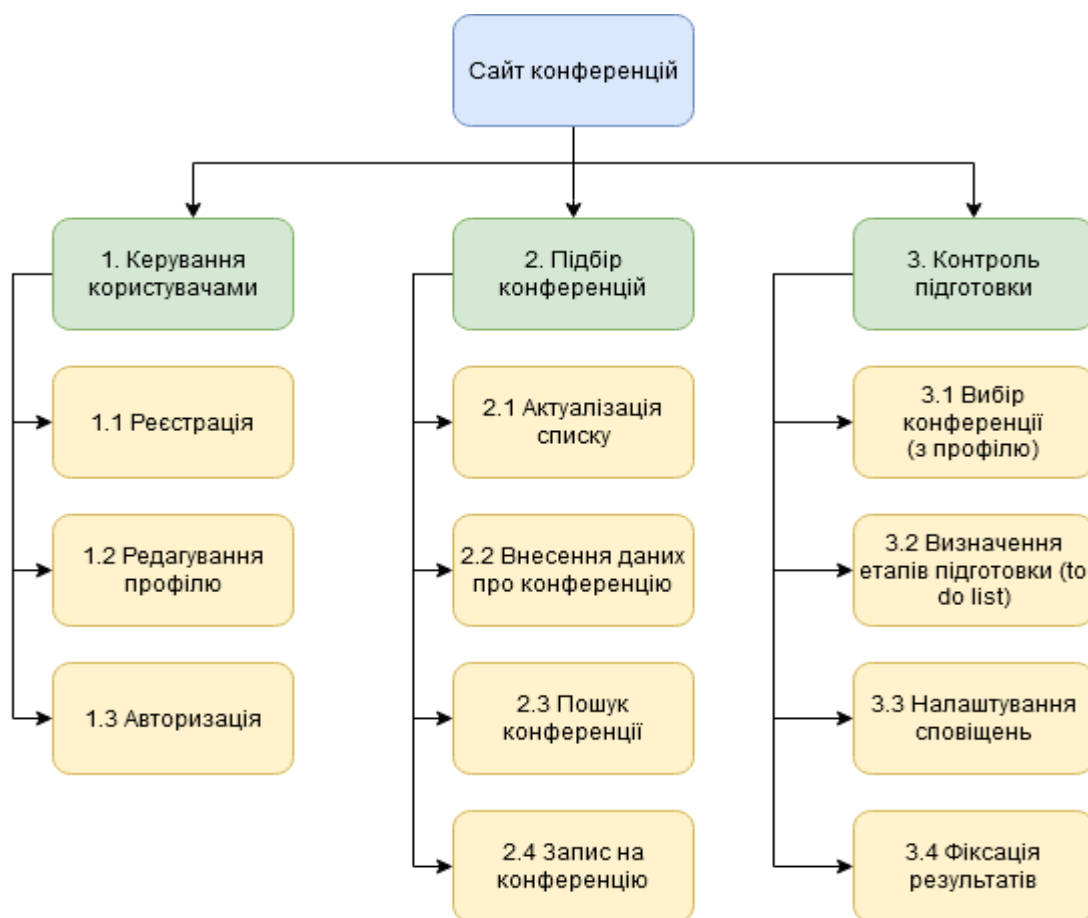 Сайт конференцій
1. Керування
користувачами
2. Підбір
конференцій
3. Контроль
підготовки
1.1 Реєстрація
2.1 Актуалізація
списку
3.1 Вибір
конференції
(з профілю)
1.2 Редагування
профілю
2.2 Внесення даних
про конференцію
3.2 Визначення
етапів підготовки (to
do list)
1.3 Авторизація
2.3 Пошук
конференції
3.3 Налаштування
сповіщень
2.4 Запис на
конференцію
3.4 Фіксація
результатів